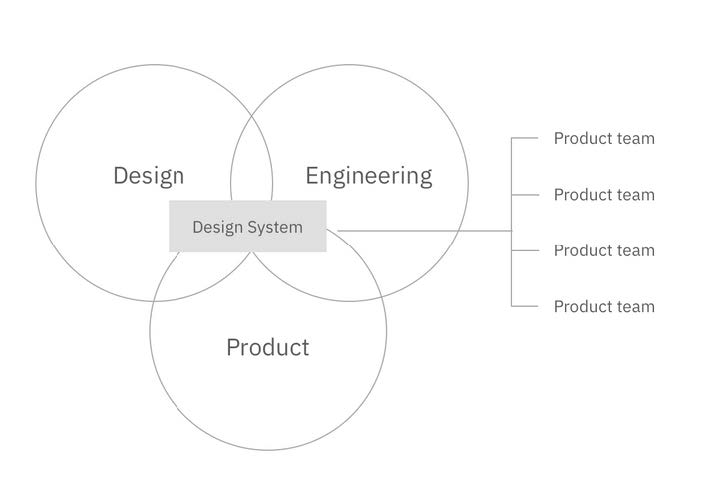 Design
Engineering
Design System
Product
Product team
Product team
Product team
Product team